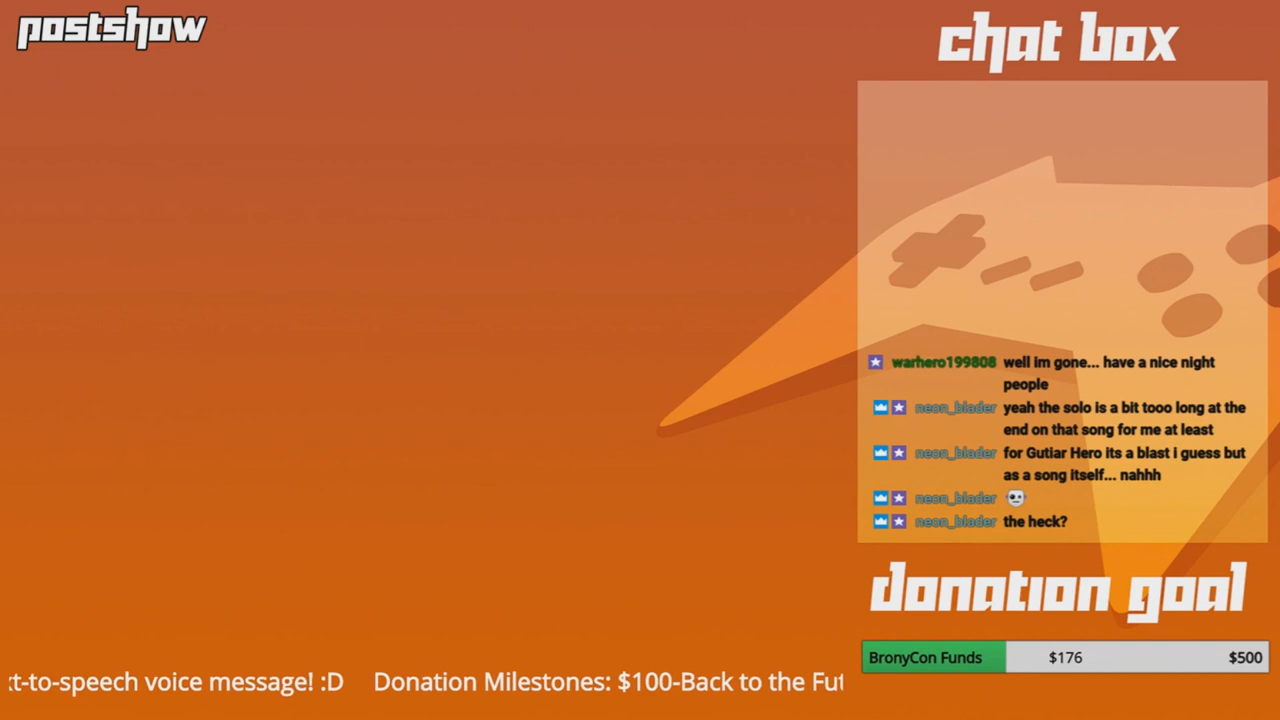 postshow
chat box
warhero199808 well im gone... have a nice night
people
neon_blader yeah the solo is a bit tooo long at the
end on that song for me at least
neon_blader for Gutiar Hero its a blast i guess but
as a song itself... nahhh
neon_blader
neon_blader the heck?
donation goal
BronyCon Funds $176 $500
t-to-speech voice message! :D Donation Milestones: $100-Back to the Fut